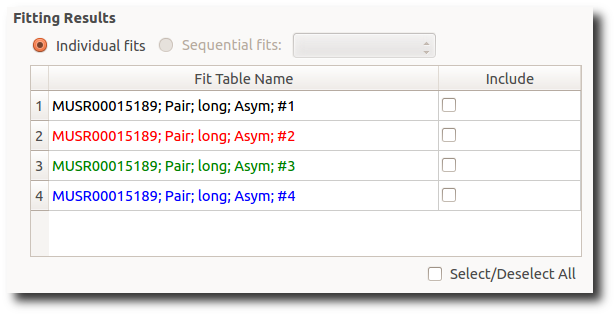 Fitting Results
Individual fits Sequential fits:
Fit Table Name Include
1 MUSR00015189; Pair; long; Asym; #1
2 MUSR00015189; Pair; long; Asym; #2
3 MUSR00015189; Pair; long; Asym; #3
4 MUSR00015189; Pair; long; Asym; #4
Select/Deselect All